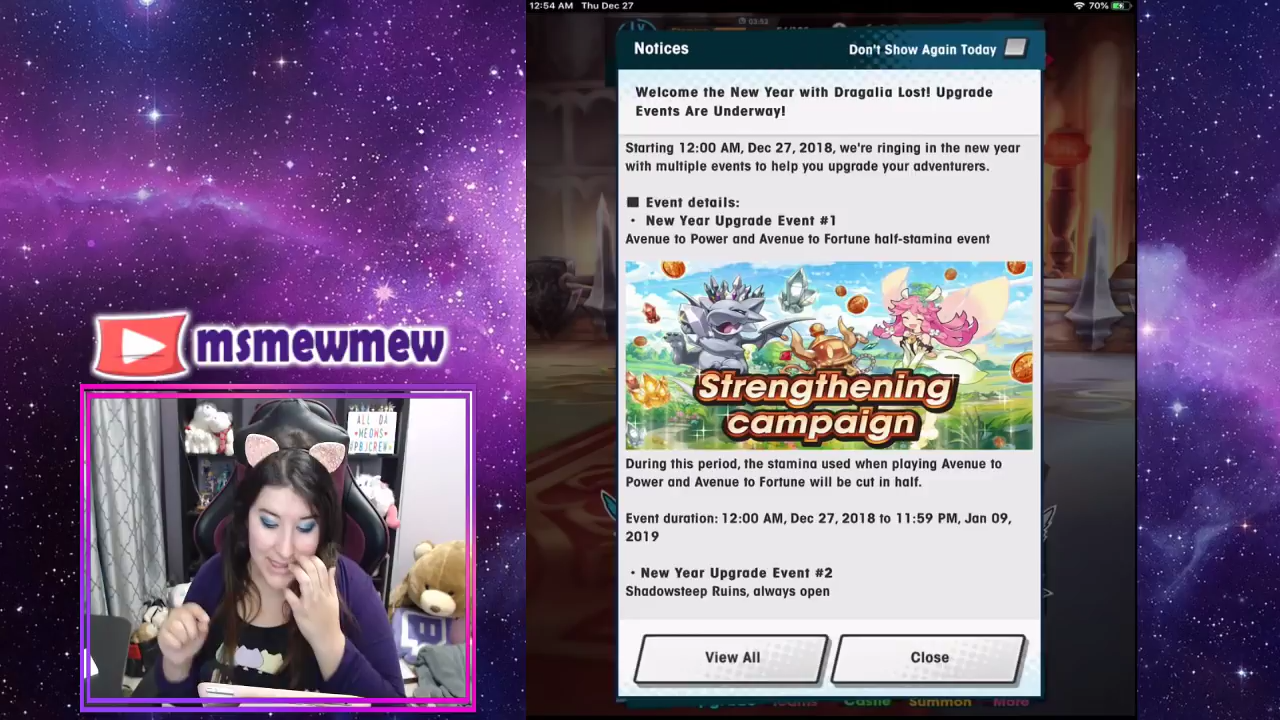 12:54 AM Thu Dec 27
70%
03:52
Notices
Don't Show Again Today
Welcome the New Year with Dragalia Lost! Upgrade
Events Are Underway!
Starting 12:00 AM, Dec 27, 2018, we're ringing in the new year
with multiple events to help you upgrade your adventurers.
■ Event details:
・ New Year Upgrade Event #1
Avenue to Power and Avenue to Fortune half-stamina event
Strengthening
campaign
During this period, the stamina used when playing Avenue to
Power and Avenue to Fortune will be cut in half.
Event duration: 12:00 AM, Dec 27, 2018 to 11:59 PM, Jan 09,
2019
・New Year Upgrade Event #2
Shadowsteep Ruins, always open
View All
Close
Castle
Summon
More
msmewmew
ALL DA
MEOWS
#PBJCREW